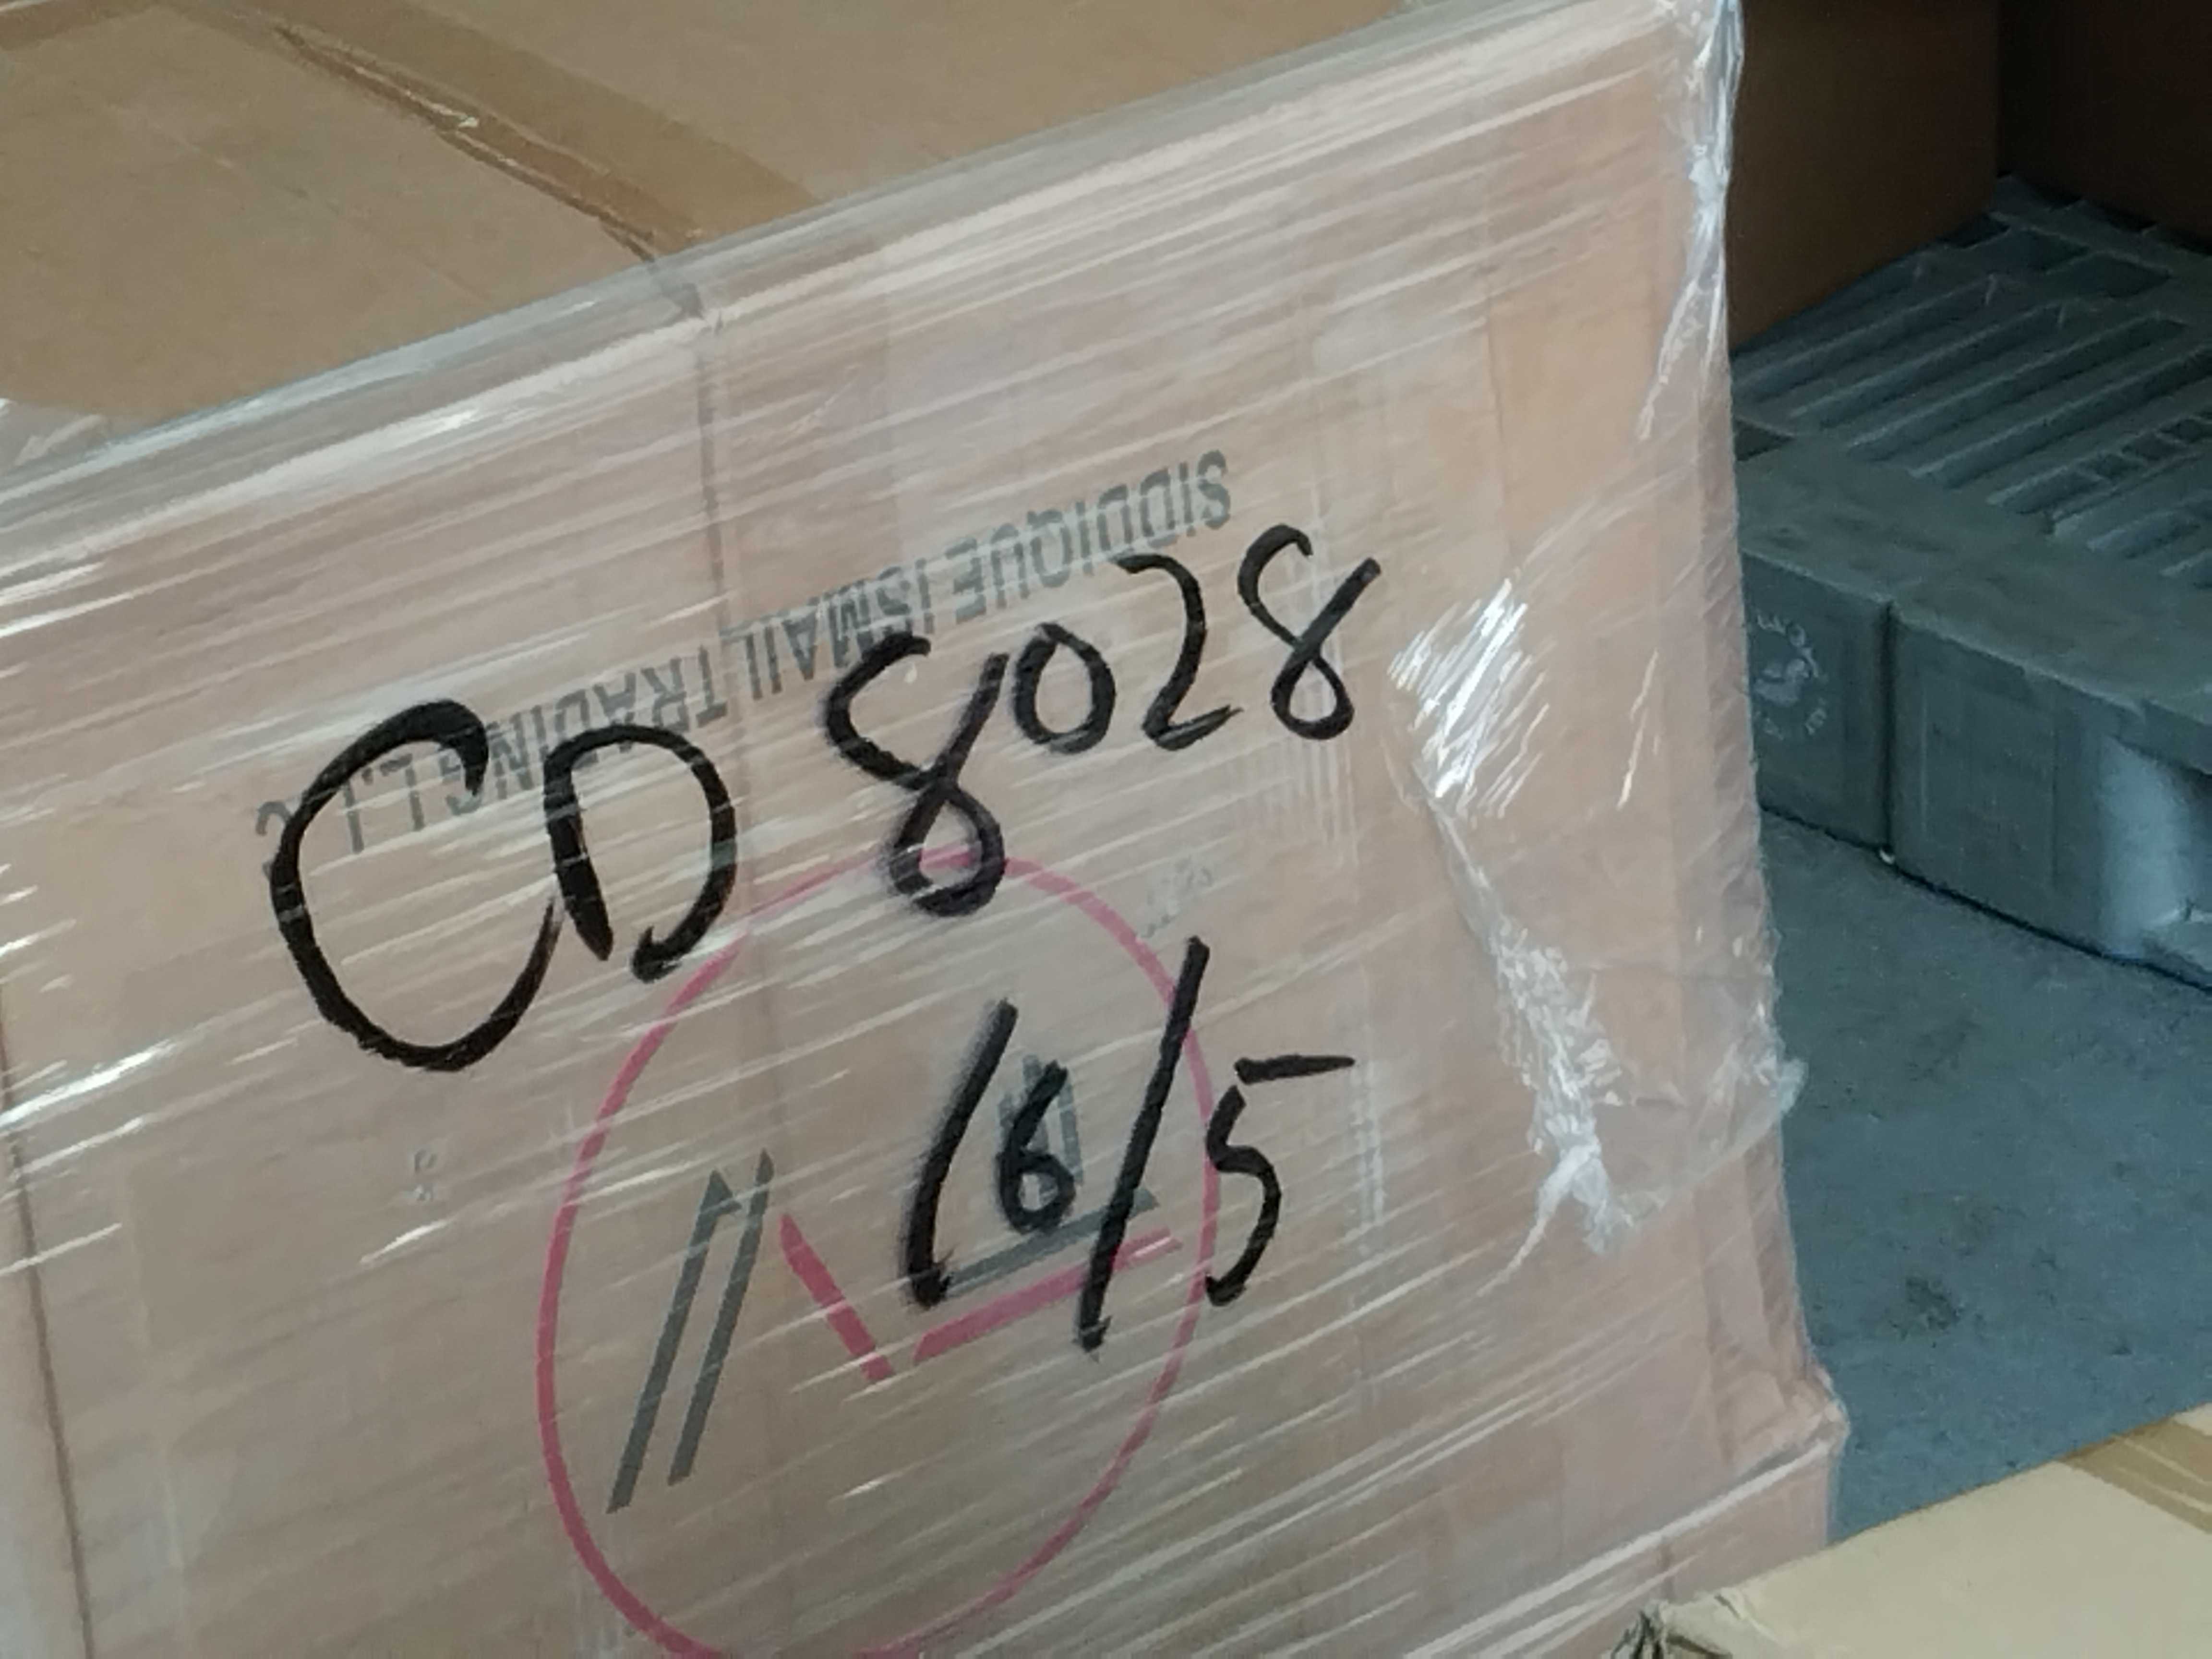 SIDDIQUE ISMAIL TRADING L.L.C
CD 8028
16/5